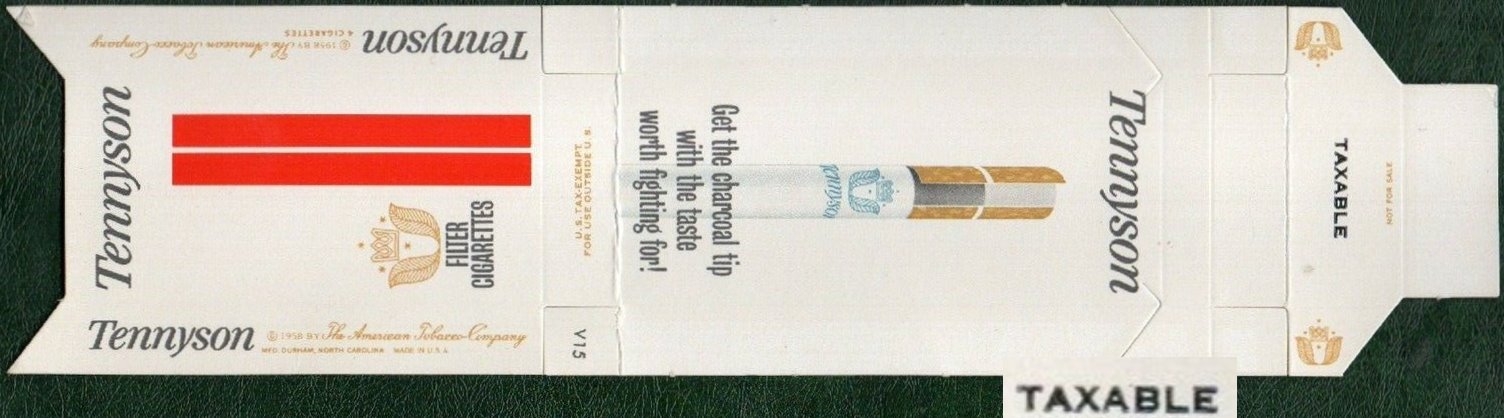 Tennyson
© 1958 BY The American Tobacco Company
4 CIGARETTES
Tennyson
FILTER
CIGARETTES
Tennyson
© 1958 BY The American Tobacco Company
MFD. DURHAM, NORTH CAROLINA MADE IN U.S.A.
U.S. TAX-EXEMPT
FOR USE OUTSIDE U.S.
V15
Get the charcoal tip
with the taste
worth fighting for!
Tennyson
Tennyson
TAXABLE
NOT FOR SALE
TAXABLE